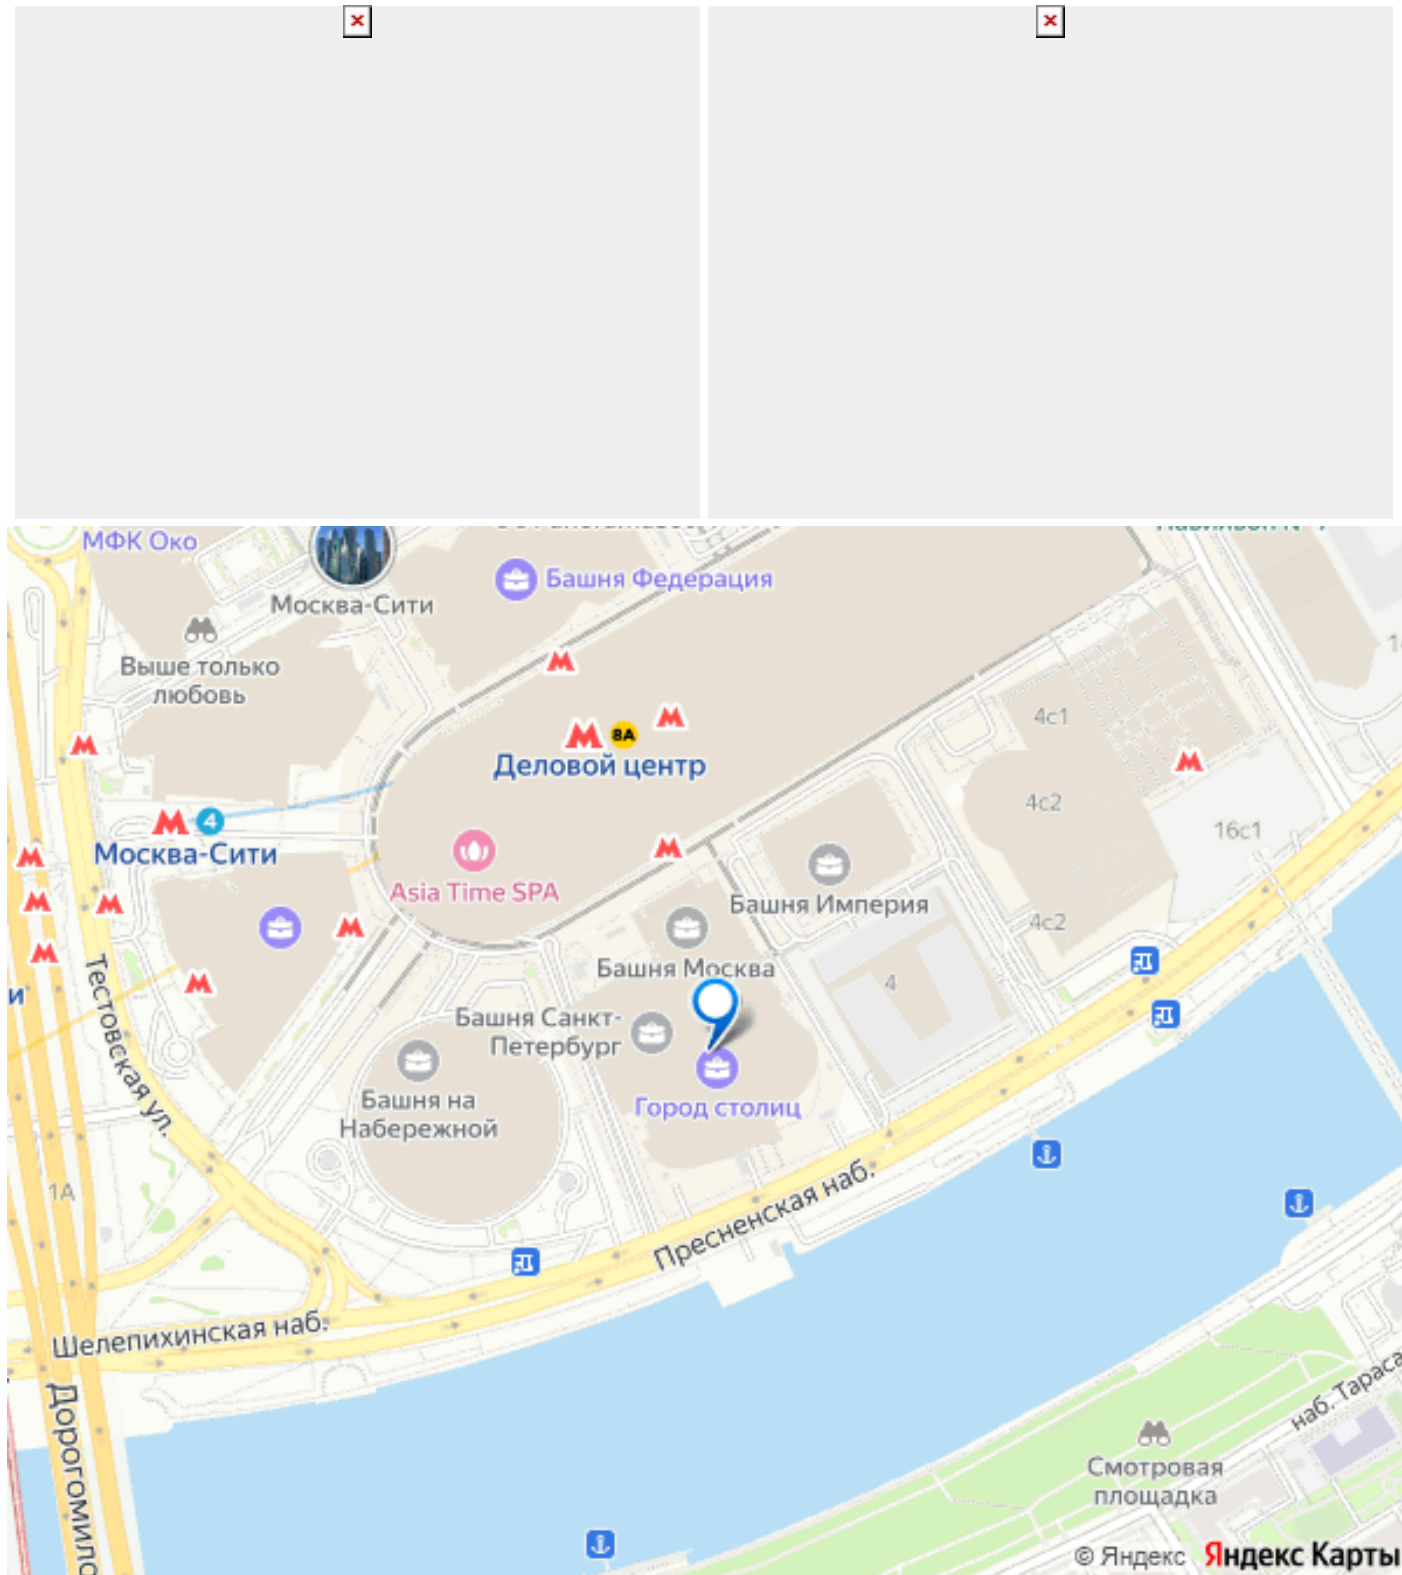 МФК Око
Башня Федерация
Москва-Сити
Выше только
любовь
4с1
8А
Деловой центр
4с2
4
Москва-Сити
16с1
Asia Time SPA
Башня Империя
4с2
Башня Москва
4
и
Тестовская ул.
Башня Санкт-
Петербург
Башня на
Набережной
Город столиц
1А
Пресненская наб.
Шелепихинская наб.
Дорогомило
наб. Тараса
Смотровая
площадка
© Яндекс Яндекс Карты